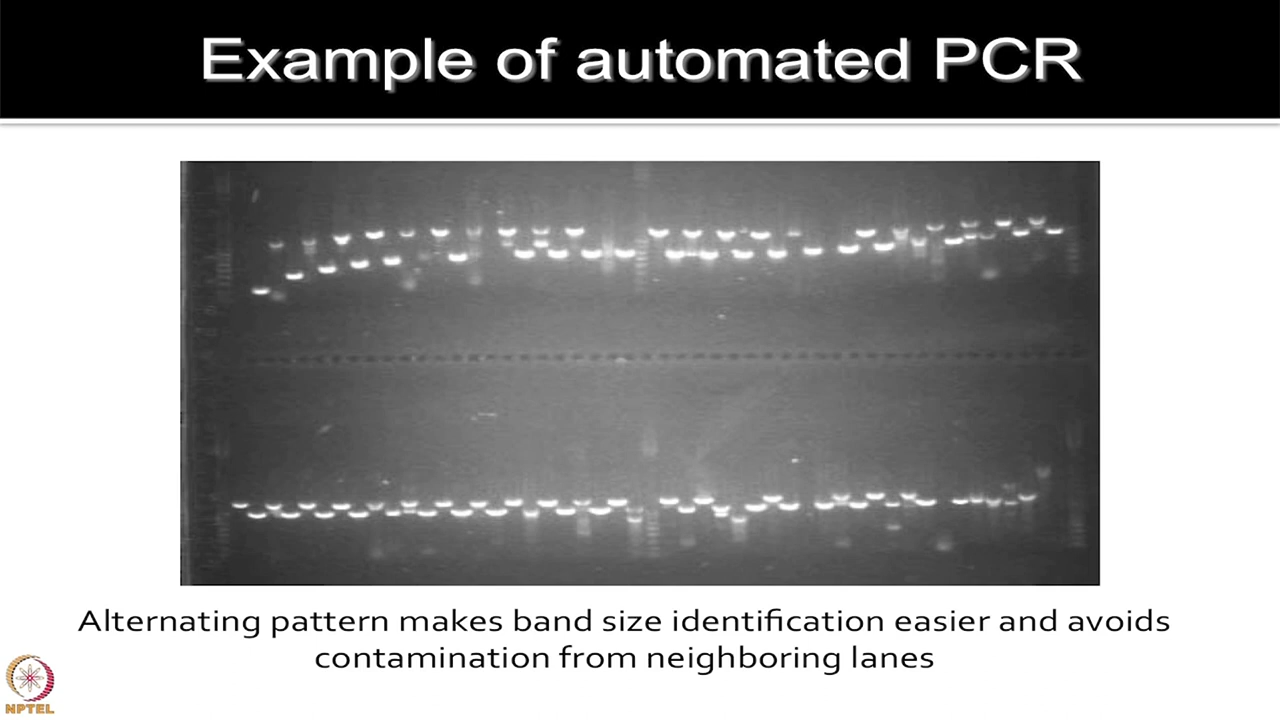 Example of automated PCR
Alternating pattern makes band size identification easier and avoids
contamination from neighboring lanes
NPTEL